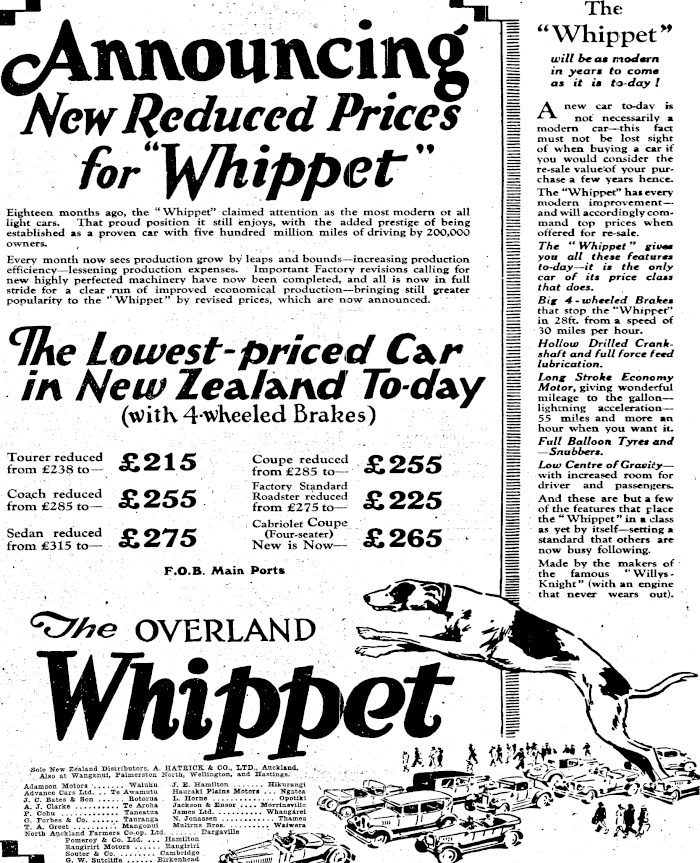 Announcing
New Reduced Prices
for "Whippet"
Eighteen months ago, the "Whippet" claimed attention as the most modern of all
light cars. That proud position it still enjoys, with the added prestige of being
established as a proven car with five hundred million miles of driving by 200,000
owners.
Every month now sees production grow by leaps and bounds—increasing production
efficiency—lessening production expenses. Important Factory revisions calling for
new highly perfected machinery have now been completed, and all is now in full
stride for a clear run of improved economical production—bringing still greater
popularity to the "Whippet" by revised prices, which are now announced.
The Lowest-priced Car
in New Zealand To-day
(with 4-wheeled Brakes)
Tourer reduced
from £238 to— £215
Coach reduced
from £285 to— £255
Sedan reduced
from £315 to— £275
Coupe reduced
from £285 to— £255
Factory Standard
Roadster reduced
from £275 to— £225
Cabriolet Coupe
(Four-seater)
New is Now— £265
F.O.B. Main Ports
The OVERLAND
Whippet
Sole New Zealand Distributors, A. HATRICK & CO., LTD., Auckland,
Also at Wanganui, Palmerston North, Wellington, and Hastings.
Adamson Motors ........ Waiuku
Advance Cars Ltd. .. Te Awamutu
J. C. Bates & Son ..... Rotorua
A. J. Clarke ........ Te Aroha
P. Cobu ............ Taneatua
C. Forbes & Co. ..... Tauranga
T. A. Greet ........ Mangonui
North Auckland Farmers Co-op. Ltd. ...... Dargaville
Pomeroy & Co. Ltd. ... Hamilton
Rangiriri Motors ... Rangiriri
Souter & Co. ....... Cambridge
G. W. Sutcliffe .... Birkenhead
J. E. Hamilton ........ Hikurangi
Hauraki Plains Motors .. Ngatea
L. Horne ............ Opotiki
Jackson & Rasor .... Morrinsville
James Ltd. ......... Whangarei
N. Jonassen ........ Thames
Multrus Bros. ...... Waiwera
The
"Whippet"
will be as modern
in years to come
as it is to-day!
A new car to-day is
not necessarily a
modern car—this fact
must not be lost sight
of when buying a car if
you would consider the
re-sale value of your pur-
chase a few years hence.
The "Whippet" has every
modern improvement—
and will accordingly com-
mand top prices when
offered for re-sale.
The "Whippet" gives
you all these features
to-day—it is the only
car of its price class
that does.
Big 4-wheeled Brakes
that stop the "Whippet"
in 28ft. from a speed of
30 miles per hour.
Hollow Drilled Crank-
shaft and full force feed
lubrication.
Long Stroke Economy
Motor, giving wonderful
mileage to the gallon—
lightning acceleration—
55 miles and more an
hour when you want it.
Full Balloon Tyres and
—Snubbers.
Low Centre of Gravity—
with increased room for
driver and passengers.
And these are but a few
of the features that place
the "Whippet" in a class
as yet by itself—setting a
standard that others are
now busy following.
Made by the makers of
the famous "Willys-
Knight" (with an engine
that never wears out).